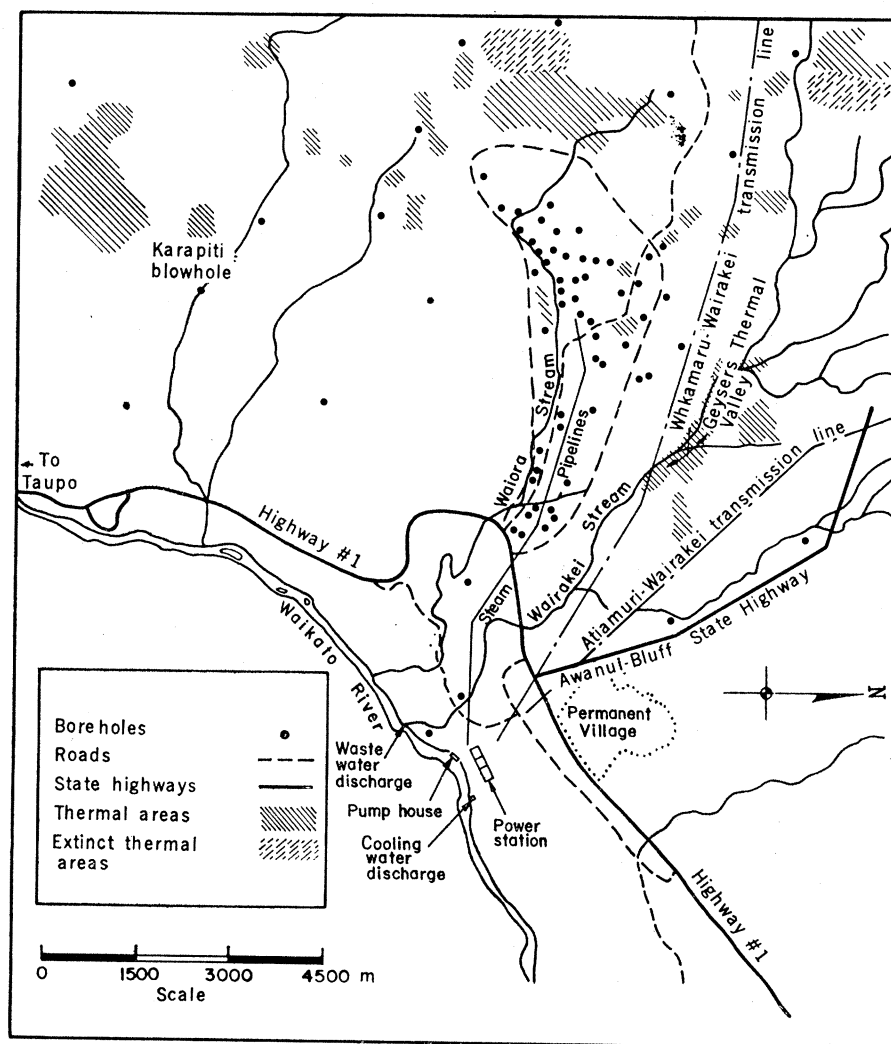 Karapiti
blowhole
Whkamaru-Wairakei transmission line
Geysers Thermal
Valley
Waiora Stream
Pipelines
Steam
Wairakei Stream
Atiamuri-Wairakei transmission line
To
Taupo
Highway #1
Waikato River
Awanul-Bluff State Highway
N
Permanent
Village
Boreholes
Roads
State highways
Thermal areas
Extinct thermal
areas
Waste
water
discharge
Pump house
Cooling
water
discharge
Power
station
Highway #1
0 1500 3000 4500 m
Scale